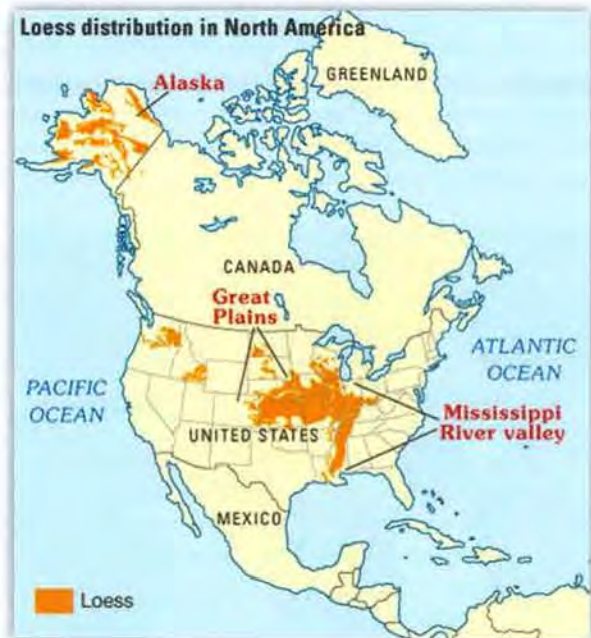 Loess distribution in North America
GREENLAND
Alaska
CANADA
Great
Plains
ATLANTIC
OCEAN
PACIFIC
OCEAN
Mississippi
River valley
UNITED STATES
MEXICO
Loess